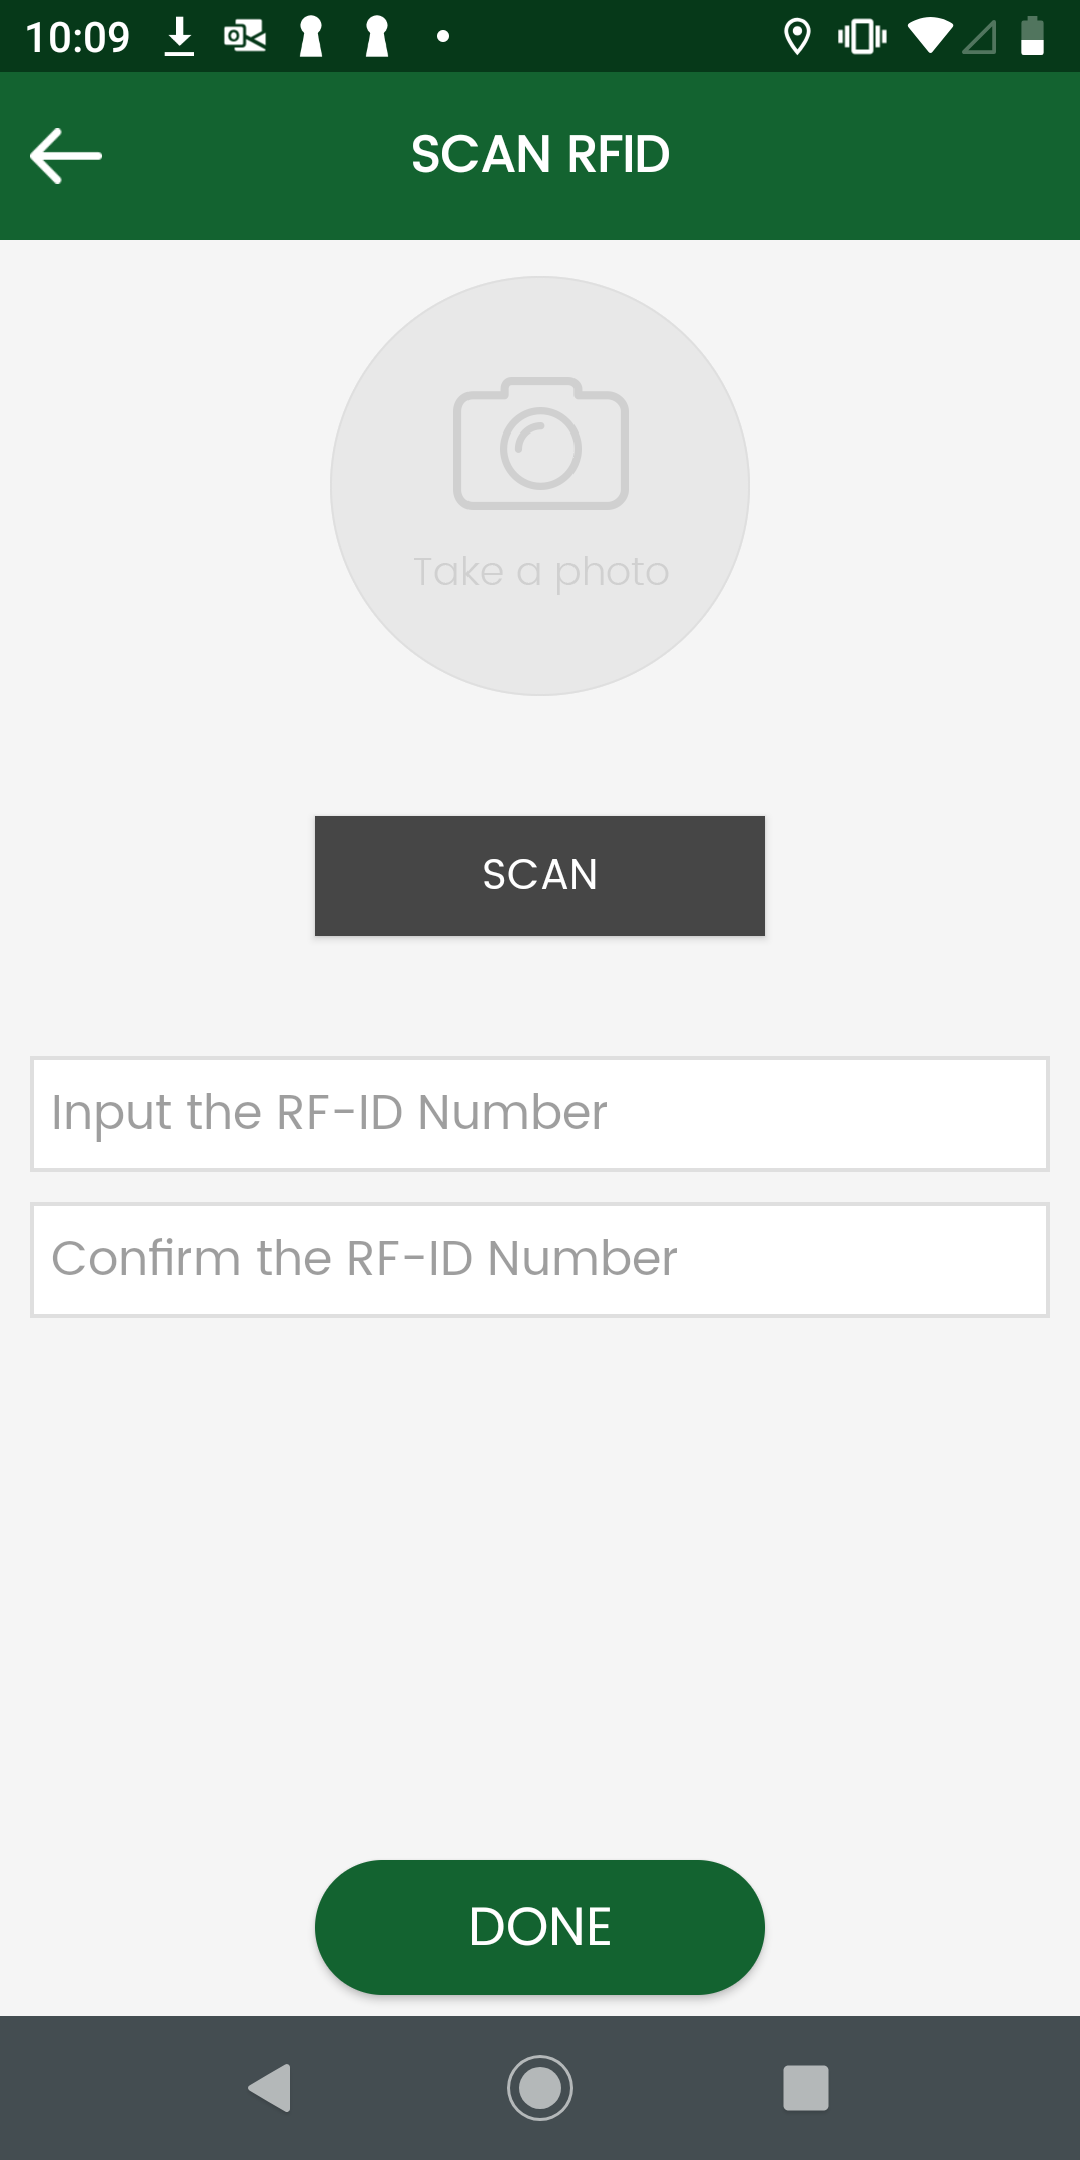 10:09
SCAN RFID
Take a photo
SCAN
Input the RF-ID Number
Confirm the RF-ID Number
DONE